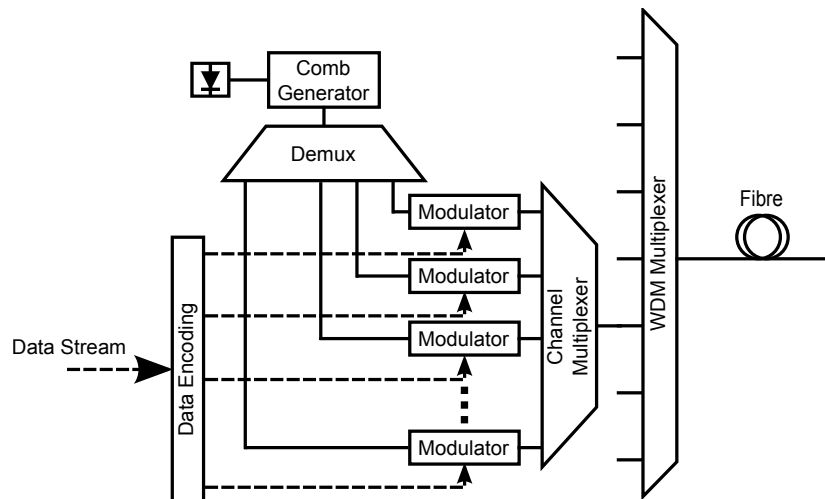 Comb
Generator
Demux
Modulator
Fibre
Modulator
Modulator
Modulator
Data Stream
Data Encoding
Channel
Multiplexer
WDM Multiplexer